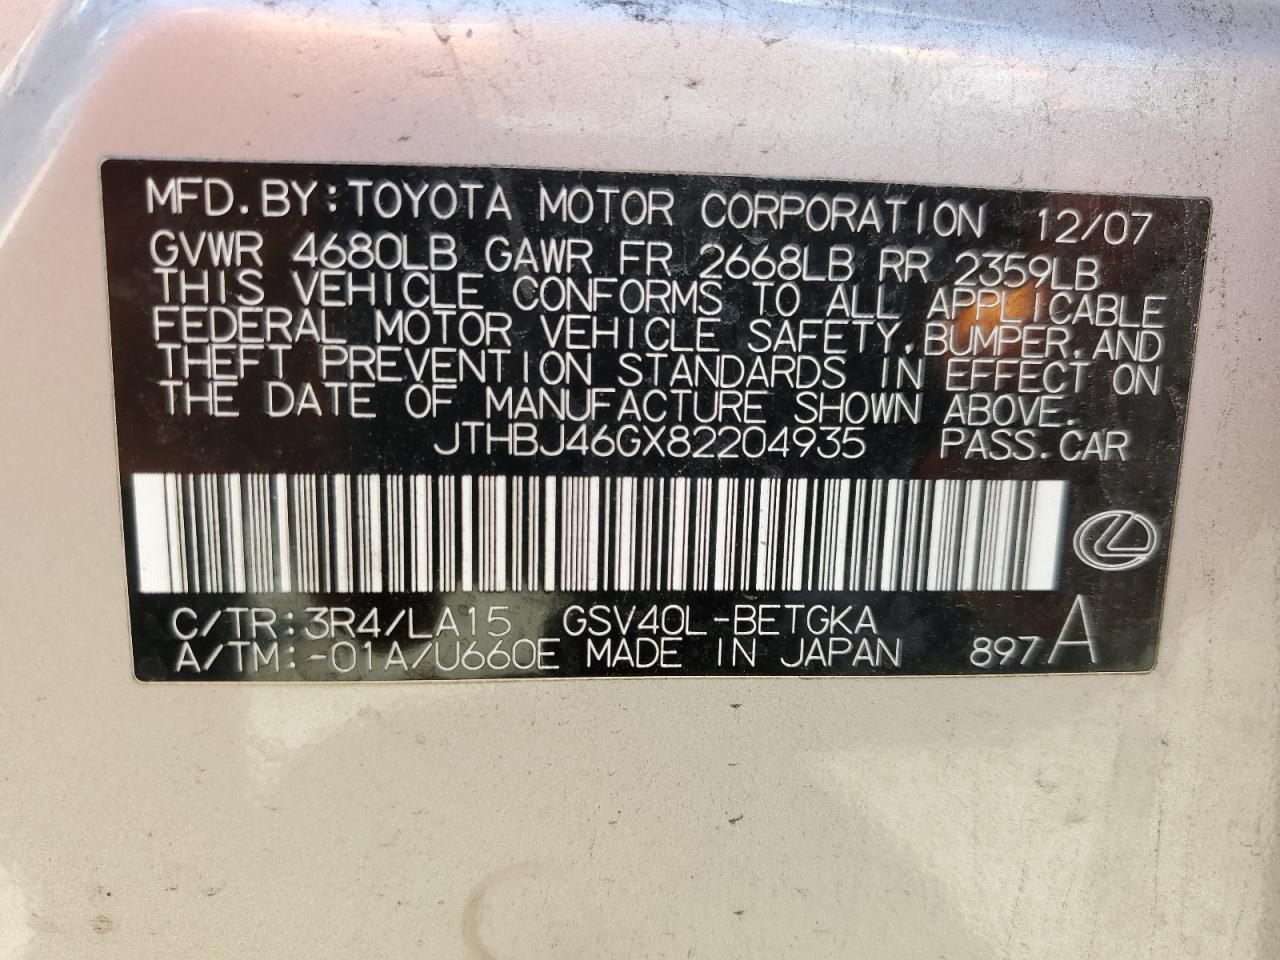 MFD. BY: TOYOTA MOTOR CORPORATION 12/07
GVWR 4680LB GAWR FR 2668LB RR 2359LB
THIS VEHICLE CONFORMS TO ALL APPLICABLE
FEDERAL MOTOR VEHICLE SAFETY, BUMPER, AND
THEFT PREVENTION STANDARDS IN EFFECT ON
THE DATE OF MANUFACTURE SHOWN ABOVE.
JTHBJ46GX82204935 PASS. CAR
C/TR: 3R4/LA15 GSV40L-BETGKA
A/TM: -01A/U660E MADE IN JAPAN 897 A